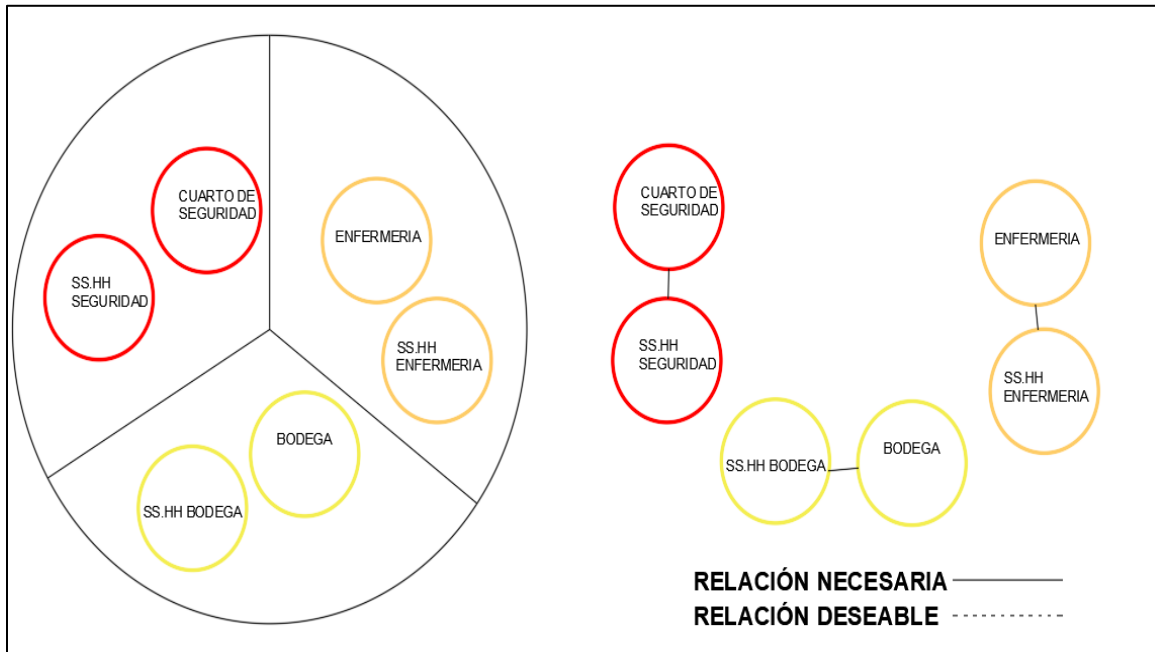 CUARTO DE
SEGURIDAD
SS.HH
SEGURIDAD
ENFERMERIA
SS.HH
ENFERMERIA
BODEGA
SS.HH BODEGA
CUARTO DE
SEGURIDAD
SS.HH
SEGURIDAD
ENFERMERIA
SS.HH
ENFERMERIA
SS.HH BODEGA
BODEGA
RELACIÓN NECESARIA
RELACIÓN DESEABLE